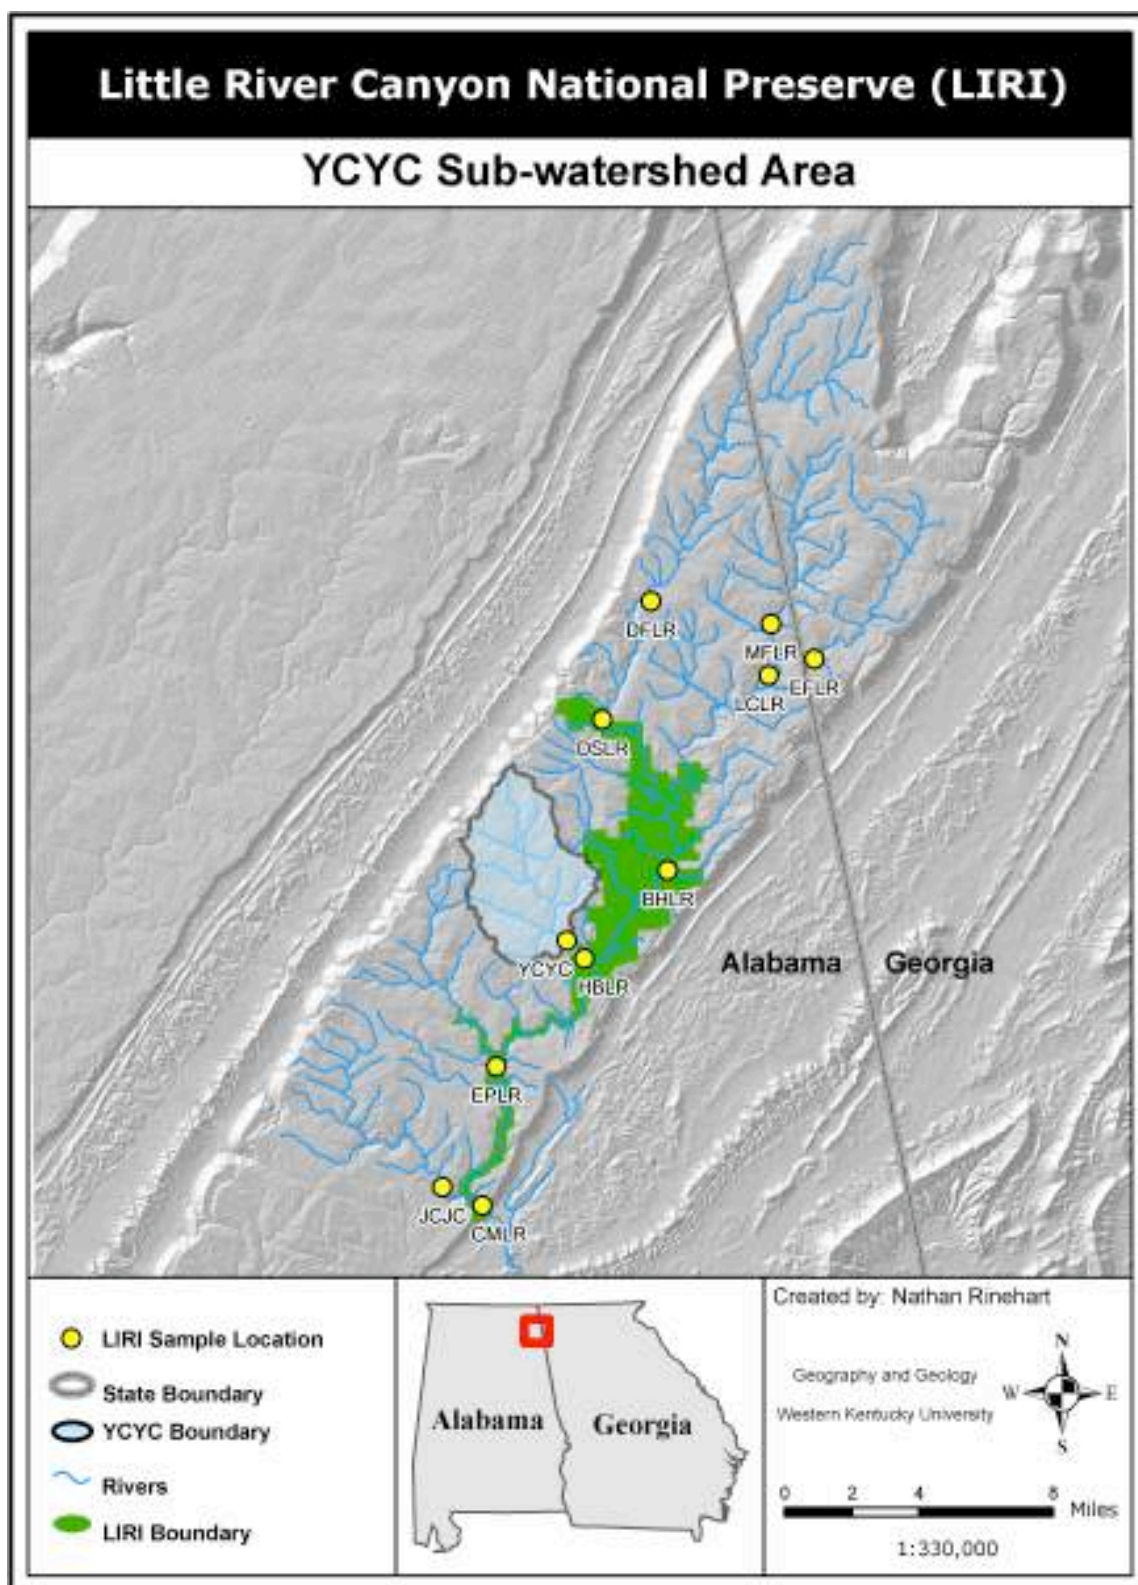 Little River Canyon National Preserve (LIRI)
YCYC Sub-watershed Area
DFLR
MFLR
EFLR
LCLR
OSLR
BHLR
Alabama
Georgia
YCYC
HBLR
EPLR
JCJC
CMLR
LIRI Sample Location
State Boundary
YCYC Boundary
Rivers
LIRI Boundary
Alabama
Georgia
Created by: Nathan Rinehart
Geography and Geology
Western Kentucky University
N
W
E
S
0 2 4 8
Miles
1:330,000